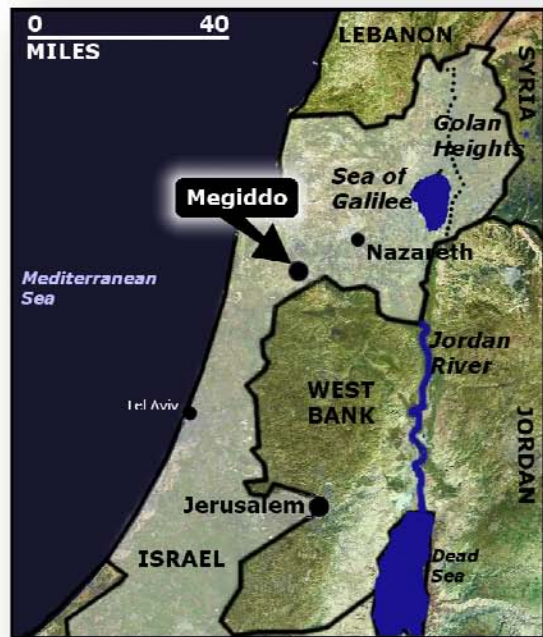 0 40
MILES
LEBANON
SYRIA
Golan
Heights
Sea of
Galilee
Megiddo
Nazareth
Mediterranean
Sea
Jordan
River
WEST
BANK
Tel Aviv
JORDAN
Jerusalem
ISRAEL
Dead
Sea